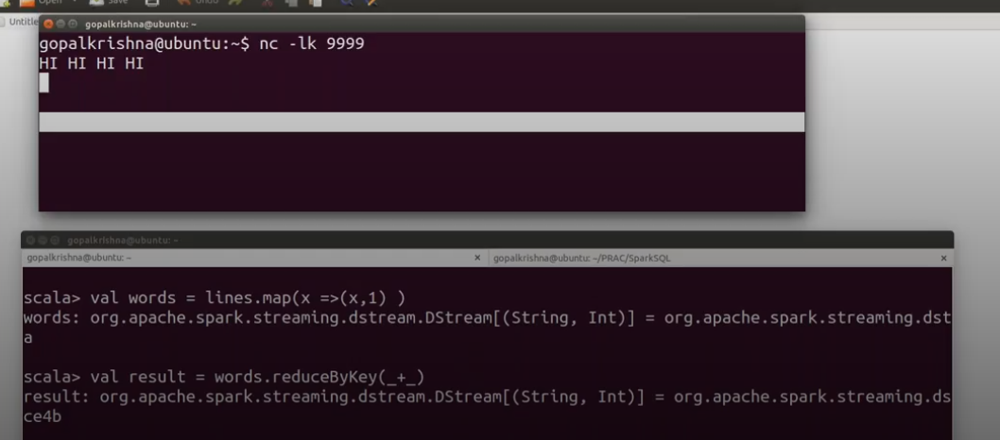 Open Save Undo
Untitle
gopalkrishna@ubuntu: ~
gopalkrishna@ubuntu:~$ nc -lk 9999
HI HI HI HI
gopalkrishna@ubuntu: ~
gopalkrishna@ubuntu: ~ × gopalkrishna@ubuntu: ~/PRAC/SparkSQL ×
scala> val words = lines.map(x =>(x,1) )
words: org.apache.spark.streaming.dstream.DStream[(String, Int)] = org.apache.spark.streaming.dst
a
scala> val result = words.reduceByKey(_+_)
result: org.apache.spark.streaming.dstream.DStream[(String, Int)] = org.apache.spark.streaming.ds
ce4b